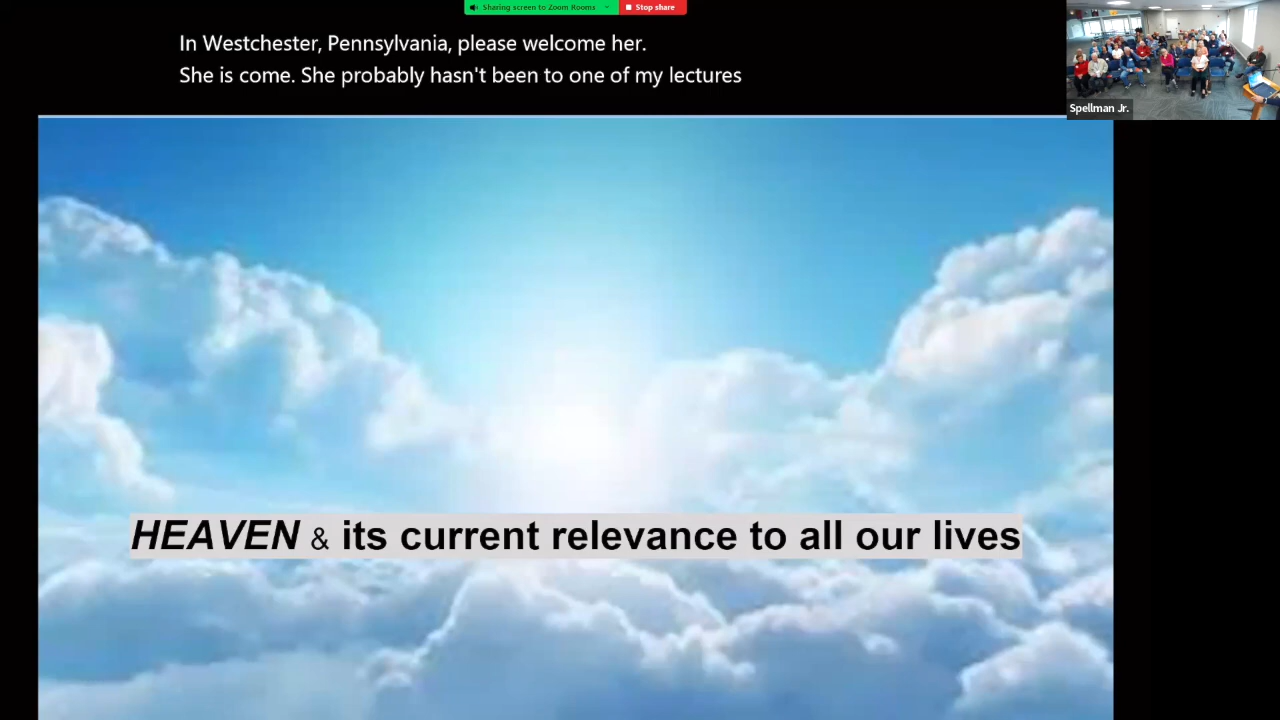 Sharing screen to Zoom Rooms
Stop share
In Westchester, Pennsylvania, please welcome her.
She is come. She probably hasn't been to one of my lectures
Spellman Jr.
HEAVEN & its current relevance to all our lives